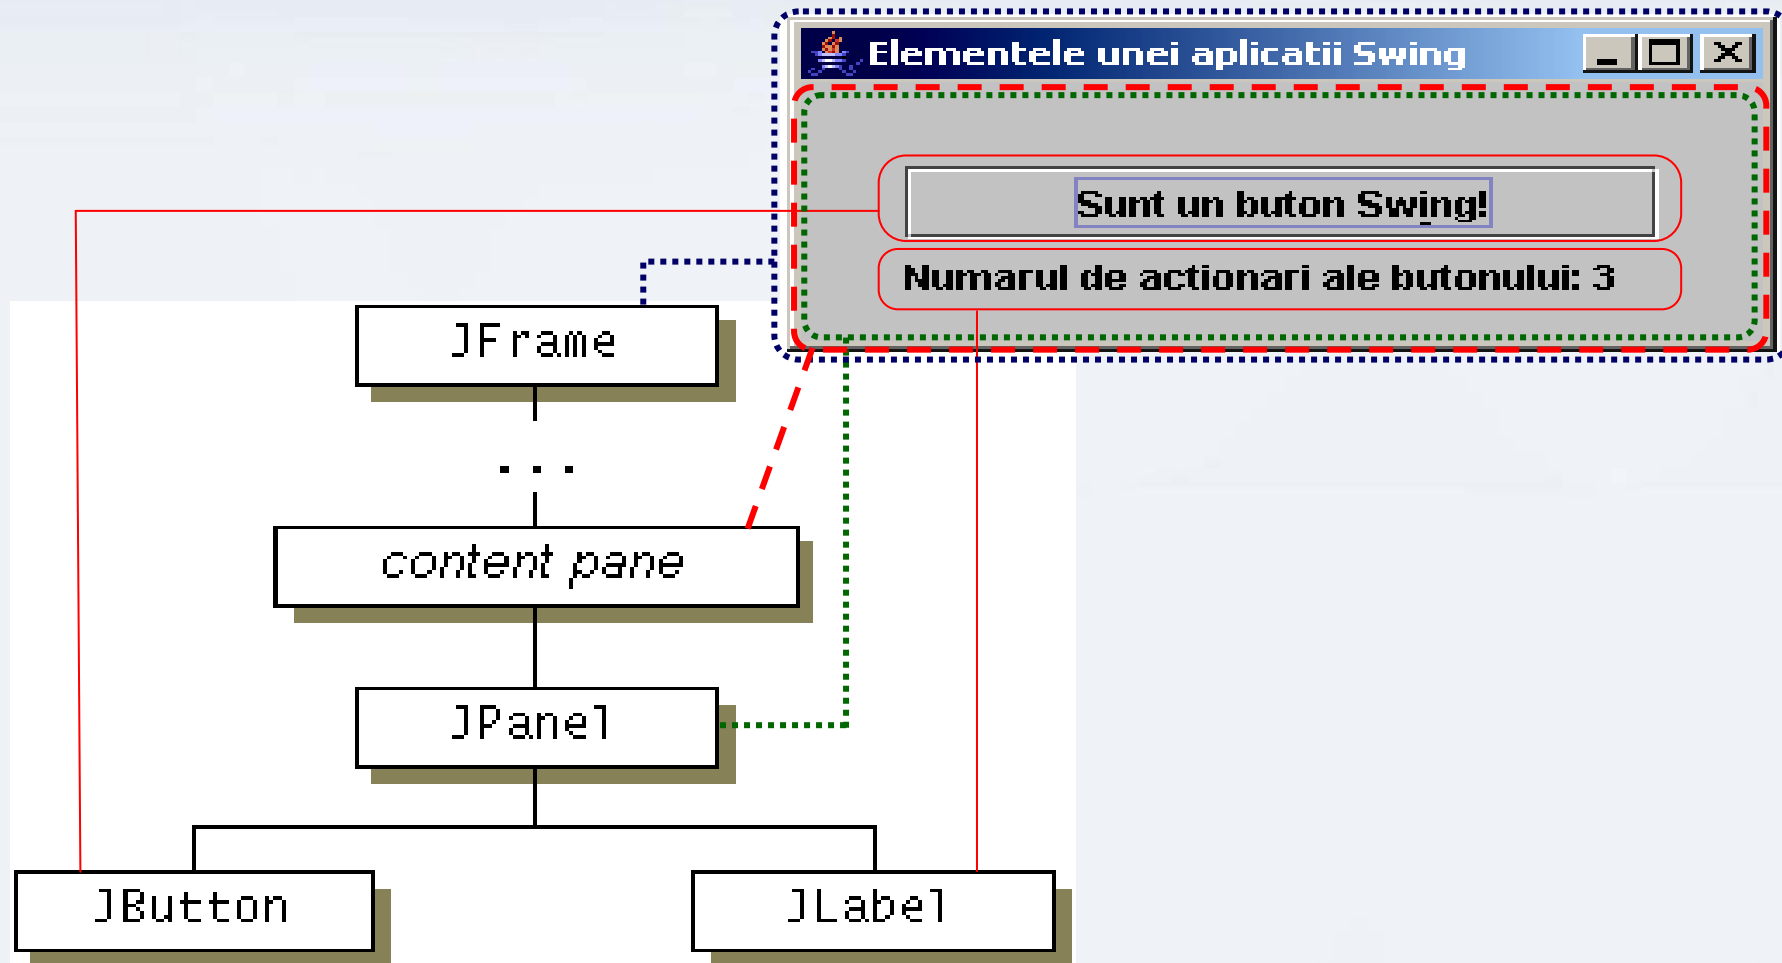 Elementele unei aplicatii Swing
Sunt un buton Swing!
Numarul de actionari ale butonului: 3
JFrame
...
content pane
JPanel
JButton
JLabel